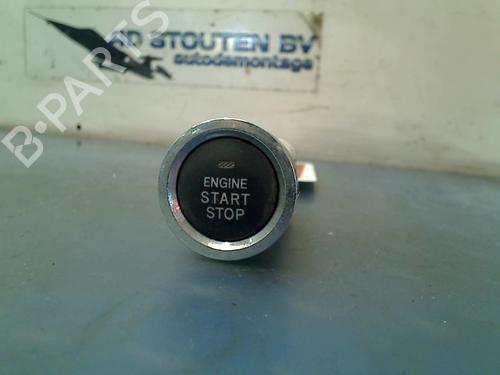 AD STOUTEN BV
autodemontage
B-PARTS
ENGINE
START
STOP